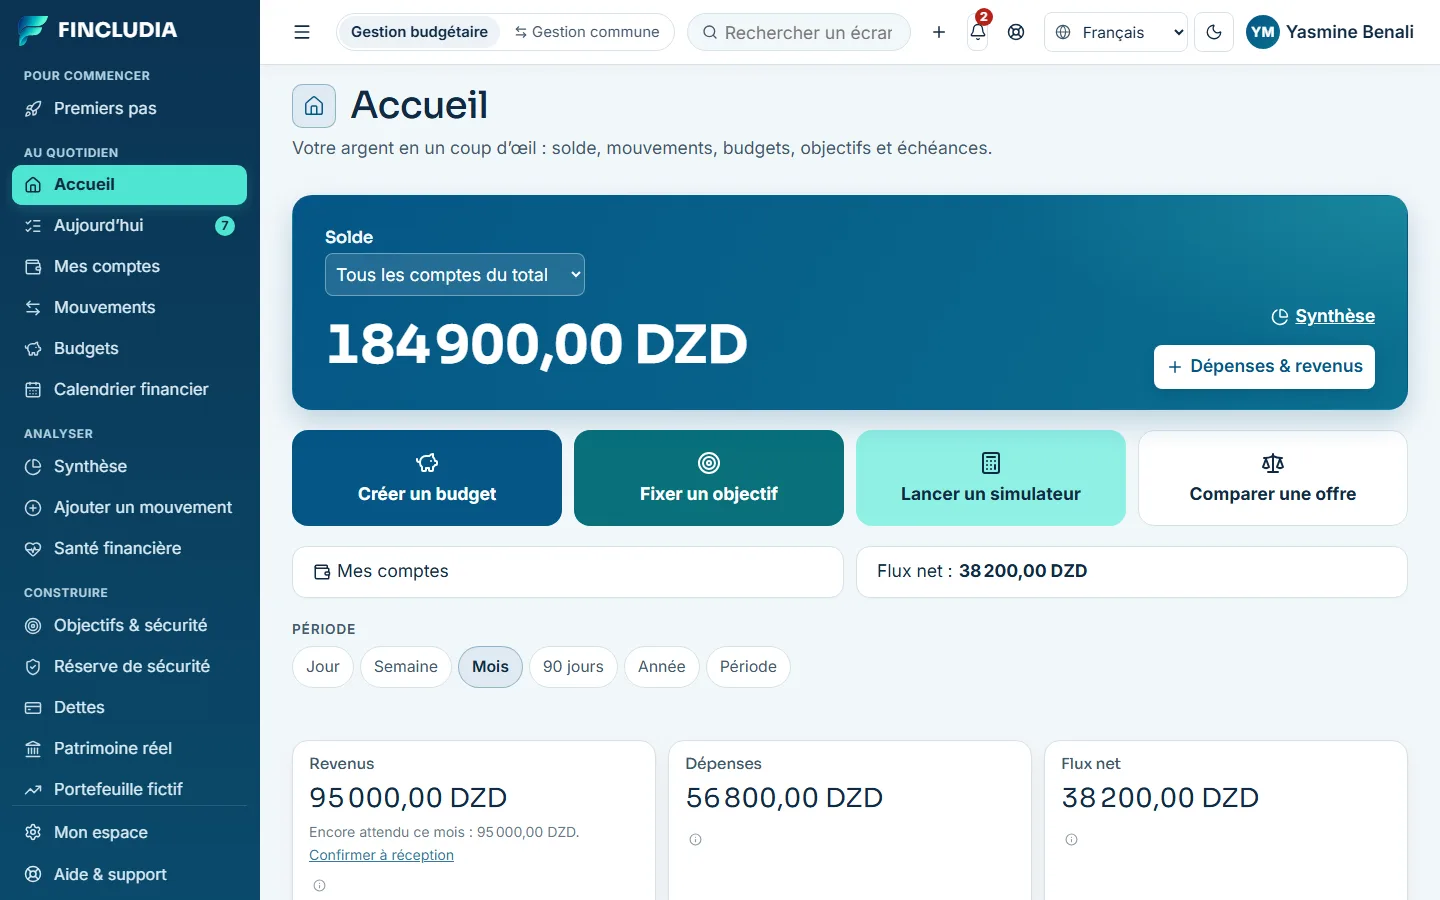 FINCLUDIA
POUR COMMENCER
Premiers pas
AU QUOTIDIEN
Accueil
Aujourd’hui
7
Mes comptes
Mouvements
Budgets
Calendrier financier
ANALYSER
Synthèse
Ajouter un mouvement
Santé financière
CONSTRUIRE
Objectifs & sécurité
Réserve de sécurité
Dettes
Patrimoine réel
Portefeuille fictif
Mon espace
Aide & support
Gestion budgétaire
Gestion commune
Rechercher un écran
2
Français
YM
Yasmine Benali
Accueil
Votre argent en un coup d’œil : solde, mouvements, budgets, objectifs et échéances.
Solde
Tous les comptes du total
184 900,00 DZD
Synthèse
+ Dépenses & revenus
Créer un budget
Fixer un objectif
Lancer un simulateur
Comparer une offre
Mes comptes
Flux net : 38 200,00 DZD
PÉRIODE
Jour
Semaine
Mois
90 jours
Année
Période
Revenus
95 000,00 DZD
Encore attendu ce mois : 95 000,00 DZD.
Confirmer à réception
Dépenses
56 800,00 DZD
Flux net
38 200,00 DZD